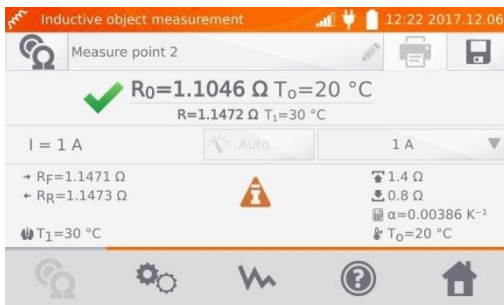 Inductive object measurement 12:22 2017.12.06
Measure point 2
R0=1.1046 Ω To=20 °C
R=1.1472 Ω T1=30 °C
I = 1 A Auto 1 A
RF=1.1471 Ω 1.4 Ω
RR=1.1473 Ω 0.8 Ω
α=0.00386 K⁻¹
T1=30 °C To=20 °C